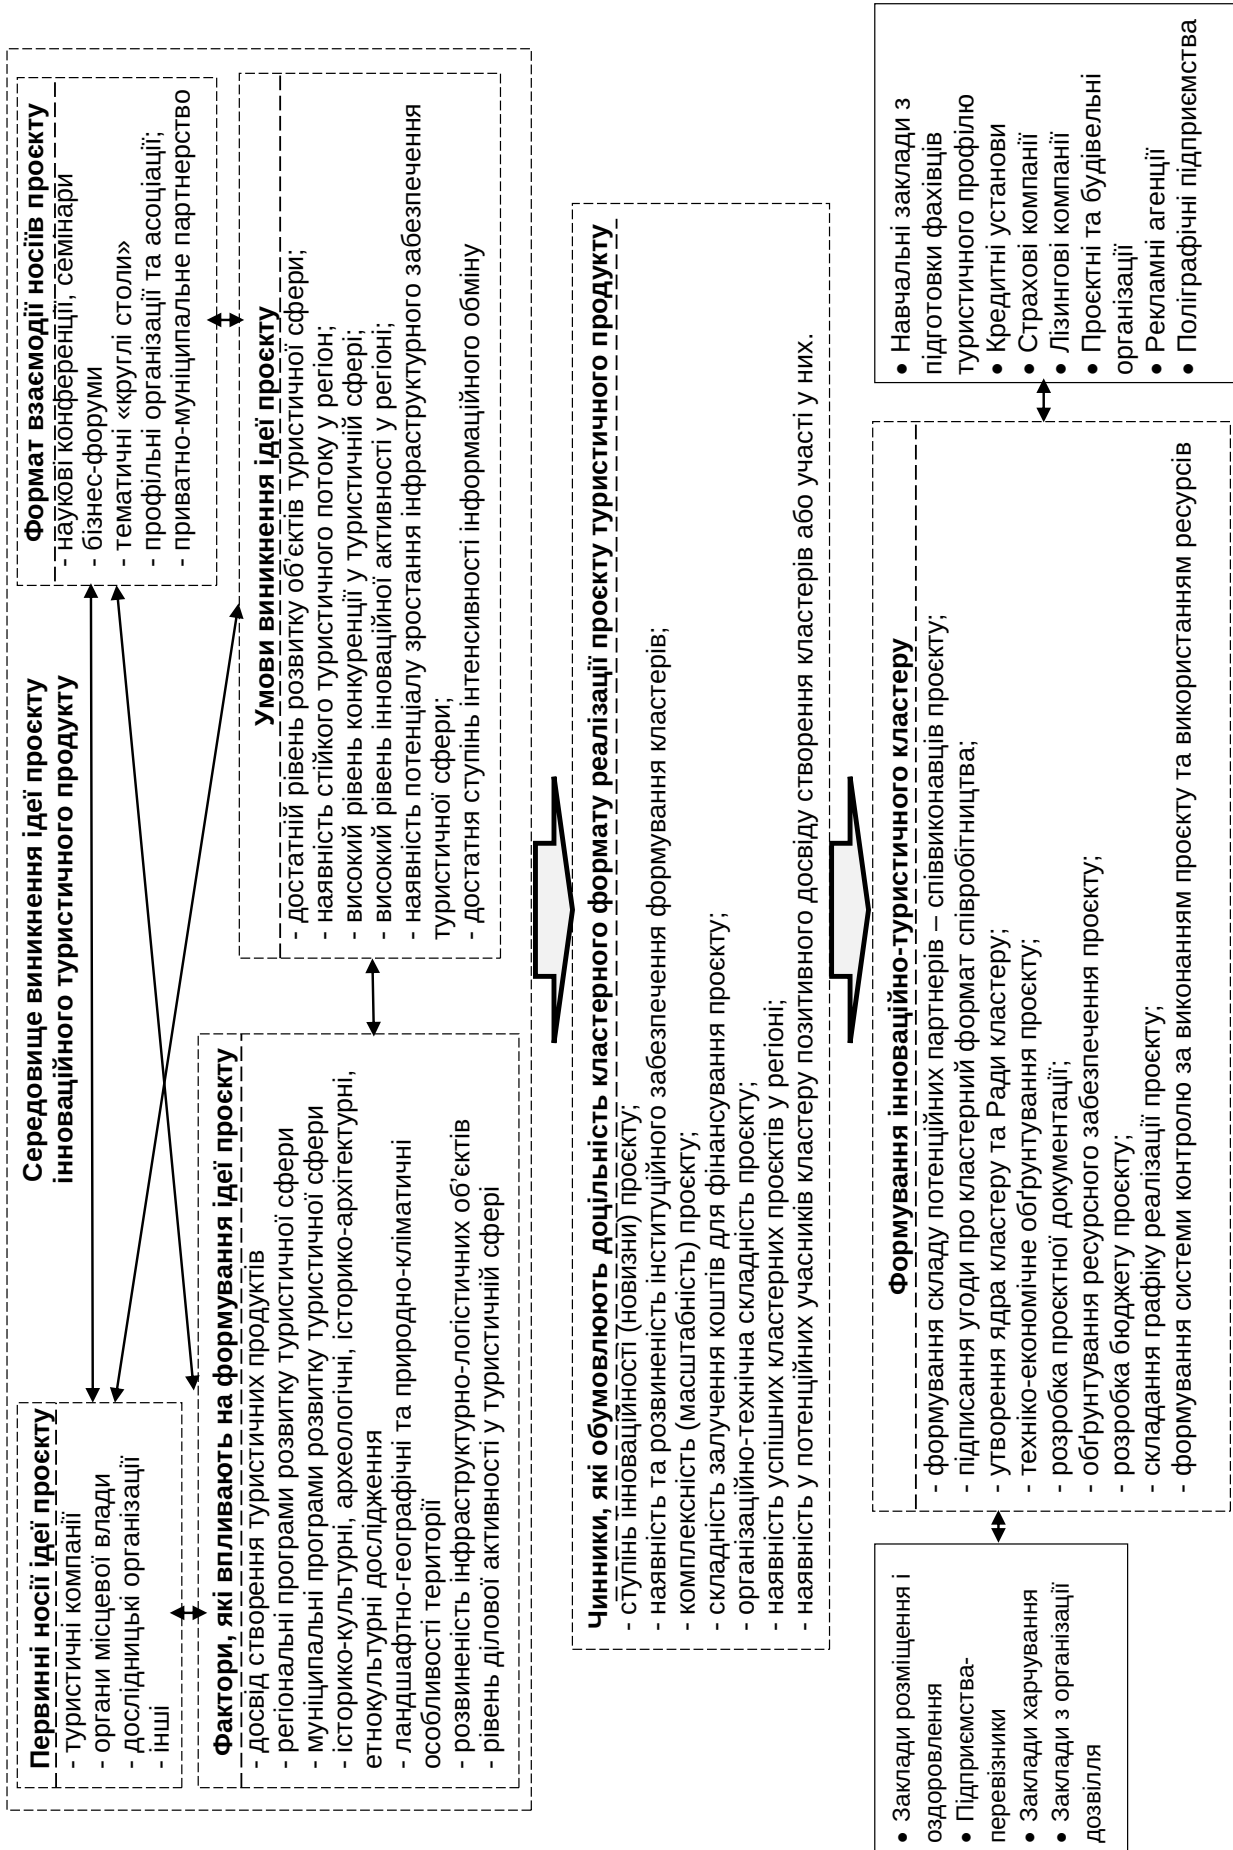 Середовище виникнення ідеї проєкту
інноваційного туристичного продукту
Первинні носії ідеї проєкту
- туристичні компанії
- органи місцевої влади
- дослідницькі організації
- інші
Формат взаємодії носіїв проєкту
- наукові конференції, семінари
- бізнес-форуми
- тематичні «круглі столи»
- профільні організації та асоціації;
- приватно-муніципальне партнерство
Фактори, які впливають на формування ідеї проєкту
- досвід створення туристичних продуктів
- регіональні програми розвитку туристичної сфери
- муніципальні програми розвитку туристичної сфери
- історико-культурні, археологічні, історико-архітектурні,
етнокультурні дослідження
- ландшафтно-географічні та природно-кліматичні
особливості території
- розвиненість інфраструктурно-логістичних об’єктів
- рівень ділової активності у туристичній сфері
Умови виникнення ідеї проєкту
- достатній рівень розвитку об’єктів туристичної сфери;
- наявність стійкого туристичного потоку у регіон;
- високий рівень конкуренції у туристичній сфері;
- високий рівень інноваційної активності у регіоні;
- наявність потенціалу зростання інфраструктурного забезпечення
туристичної сфери;
- достатня ступінь інтенсивності інформаційного обміну
Чинники, які обумовлюють доцільність кластерного формату реалізації проєкту туристичного продукту
- ступінь інноваційності (новизни) проєкту;
- наявність та розвиненість інституційного забезпечення формування кластерів;
- комплексність (масштабність) проєкту;
- складність залучення коштів для фінансування проєкту;
- організаційно-технічна складність проєкту;
- наявність успішних кластерних проєктів у регіоні;
- наявність у потенційних учасників кластеру позитивного досвіду створення кластерів або участі у них.
● Заклади розміщення і
оздоровлення
● Підприємства-
перевізники
● Заклади харчування
● Заклади з організації
дозвілля
Формування інноваційно-туристичного кластеру
- формування складу потенційних партнерів – співвиконавців проєкту;
- підписання угоди про кластерний формат співробітництва;
- утворення ядра кластеру та Ради кластеру;
- техніко-економічне обґрунтування проєкту;
- розробка проєктної документації;
- обґрунтування ресурсного забезпечення проєкту;
- розробка бюджету проєкту;
- складання графіку реалізації проєкту;
- формування системи контролю за виконанням проєкту та використанням ресурсів
● Навчальні заклади з
підготовки фахівців
туристичного профілю
● Кредитні установи
● Страхові компанії
● Лізингові компанії
● Проєктні та будівельні
організації
● Рекламні агенції
● Поліграфічні підприємства